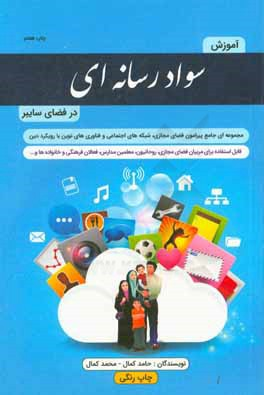 چاپ هفتم
آموزش
سواد رسانه ای
در فضای سایبر
مجموعه ای جامع پیرامون فضای مجازی، شبکه های اجتماعی و فناوری های نوین با رویکرد دین
قابل استفاده برای مربیان فضای مجازی، روحانیون، معلمین مدارس، فعالان فرهنگی و خانواده ها و...
نویسندگان : حامد کمال - محمد کمال
چاپ رنگی